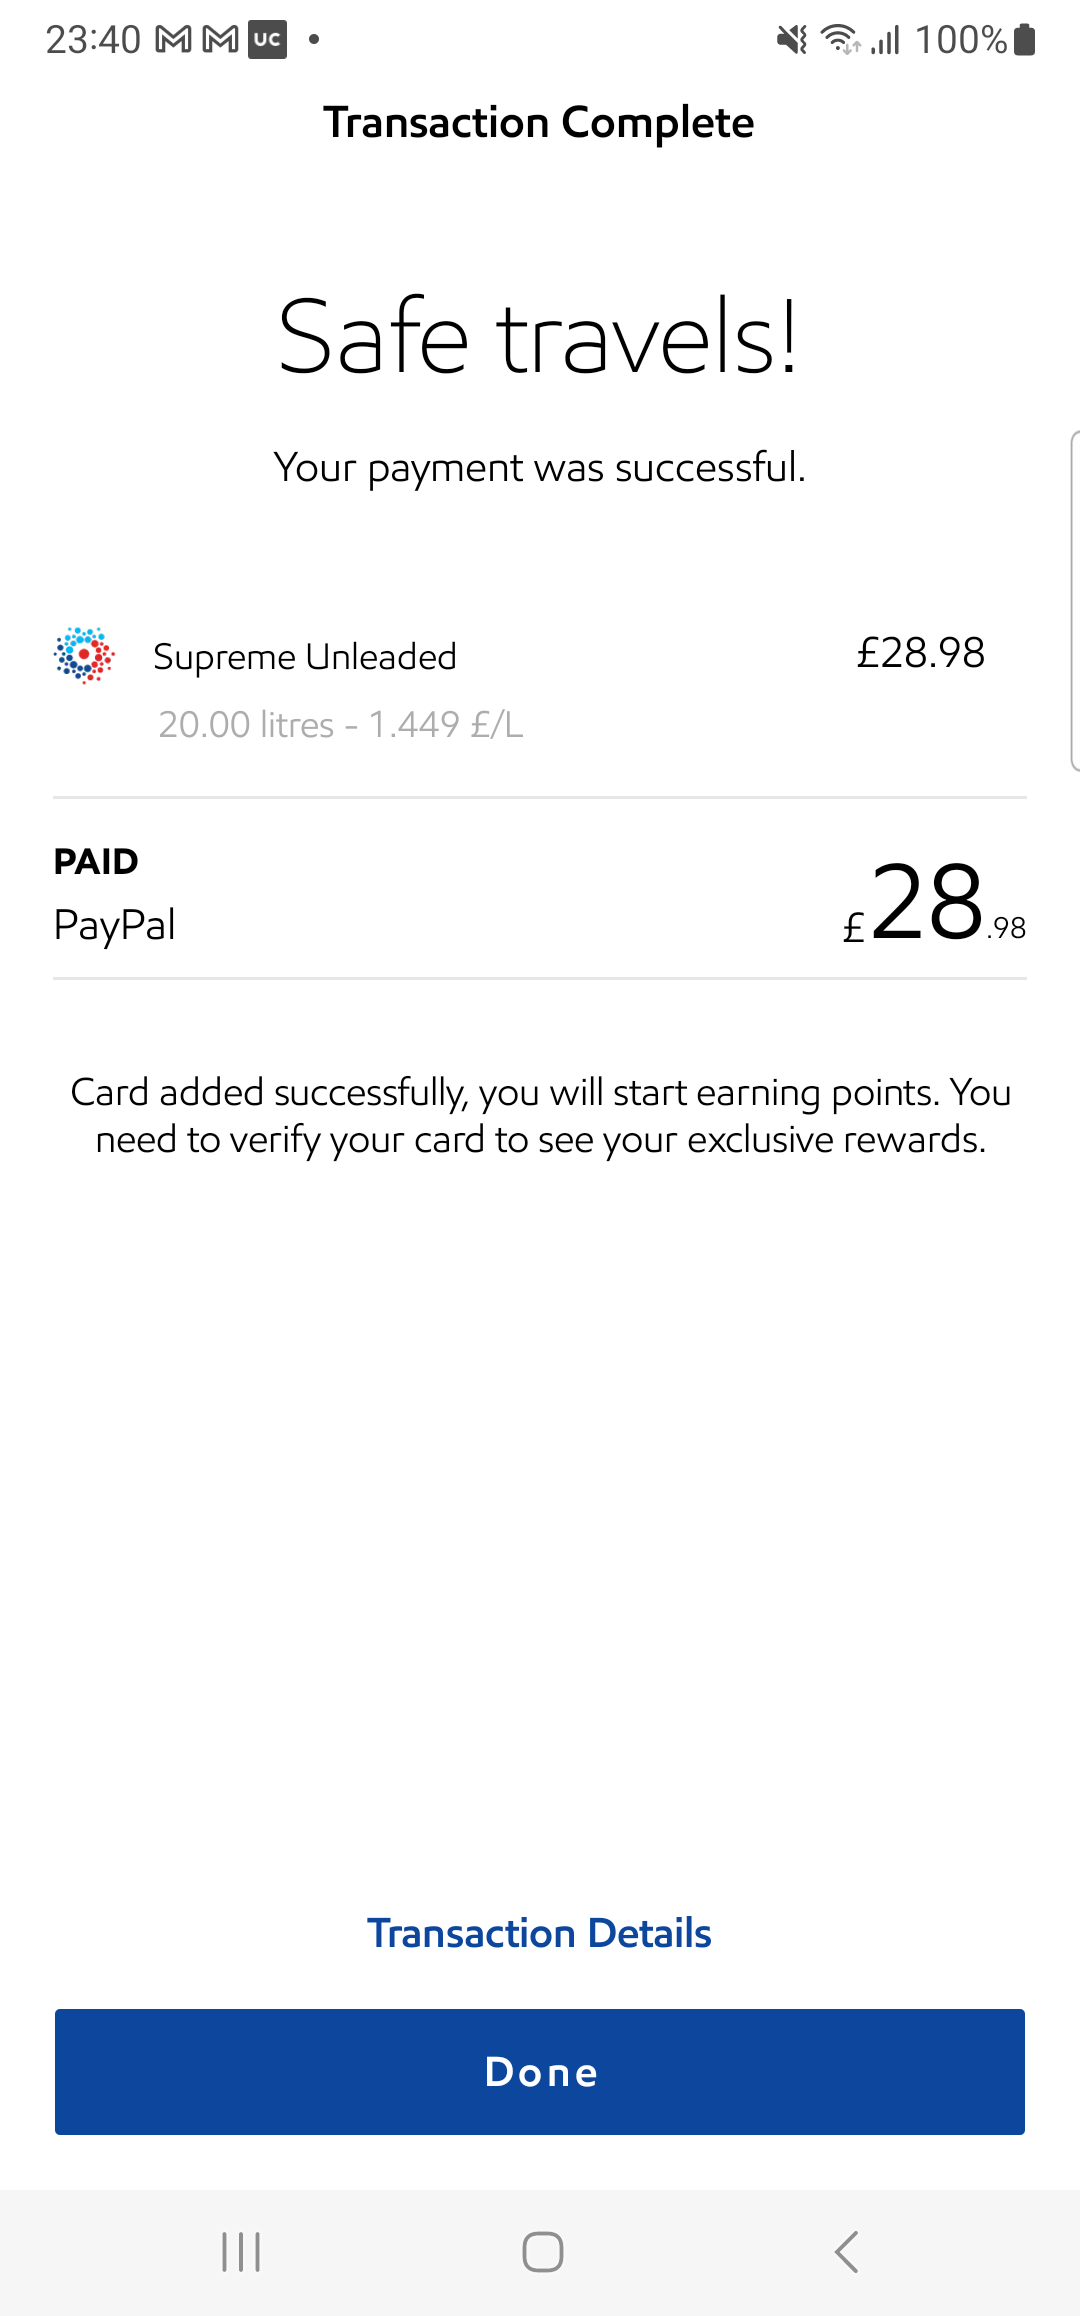 23:40 UC 100%
Transaction Complete
Safe travels!
Your payment was successful.
Supreme Unleaded £28.98
20.00 litres - 1.449 £/L
PAID
PayPal £28.98
Card added successfully, you will start earning points. You
need to verify your card to see your exclusive rewards.
Transaction Details
Done